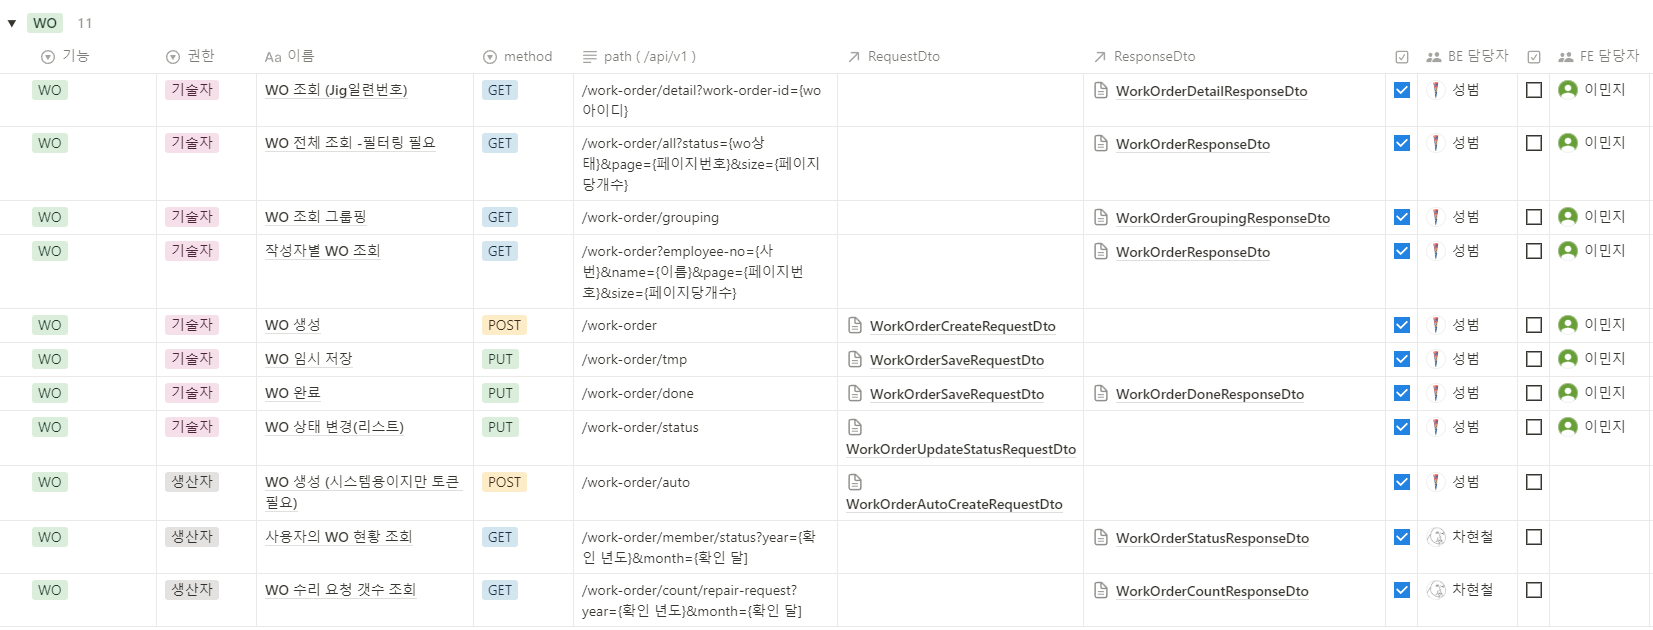 WO 11
기능 권한 Aa 이름 method path ( /api/v1 ) RequestDto ResponseDto BE 담당자 FE 담당자
WO 기술자 WO 조회 (Jig일련번호) GET /work-order/detail?work-order-id={wo WorkOrderDetailResponseDto 성범 이민지
아이디}
WO 기술자 WO 전체 조회 -필터링 필요 GET /work-order/all?status={wo상 WorkOrderResponseDto 성범 이민지
태}&page={페이지번호}&size={페이지
당개수}
WO 기술자 WO 조회 그룹핑 GET /work-order/grouping WorkOrderGroupingResponseDto 성범 이민지
WO 기술자 작성자별 WO 조회 GET /work-order?employee-no={사 WorkOrderResponseDto 성범 이민지
번}&name={이름}&page={페이지번
호}&size={페이지당개수}
WO 기술자 WO 생성 POST /work-order WorkOrderCreateRequestDto 성범 이민지
WO 기술자 WO 임시 저장 PUT /work-order/tmp WorkOrderSaveRequestDto 성범 이민지
WO 기술자 WO 완료 PUT /work-order/done WorkOrderSaveRequestDto WorkOrderDoneResponseDto 성범 이민지
WO 기술자 WO 상태 변경(리스트) PUT /work-order/status 성범 이민지
WorkOrderUpdateStatusRequestDto
WO 생산자 WO 생성 (시스템용이지만 토큰 POST /work-order/auto 성범
필요) WorkOrderAutoCreateRequestDto
WO 생산자 사용자의 WO 현황 조회 GET /work-order/member/status?year={확 WorkOrderStatusResponseDto 차현철
인 년도}&month={확인 달]
WO 생산자 WO 수리 요청 갯수 조회 GET /work-order/count/repair-request? WorkOrderCountResponseDto 차현철
year={확인 년도}&month={확인 달]